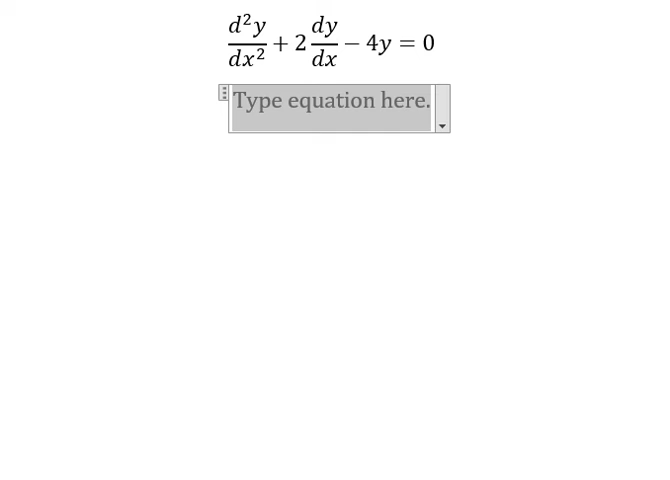 d²y/dx² + 2 dy/dx − 4y = 0
Type equation here.